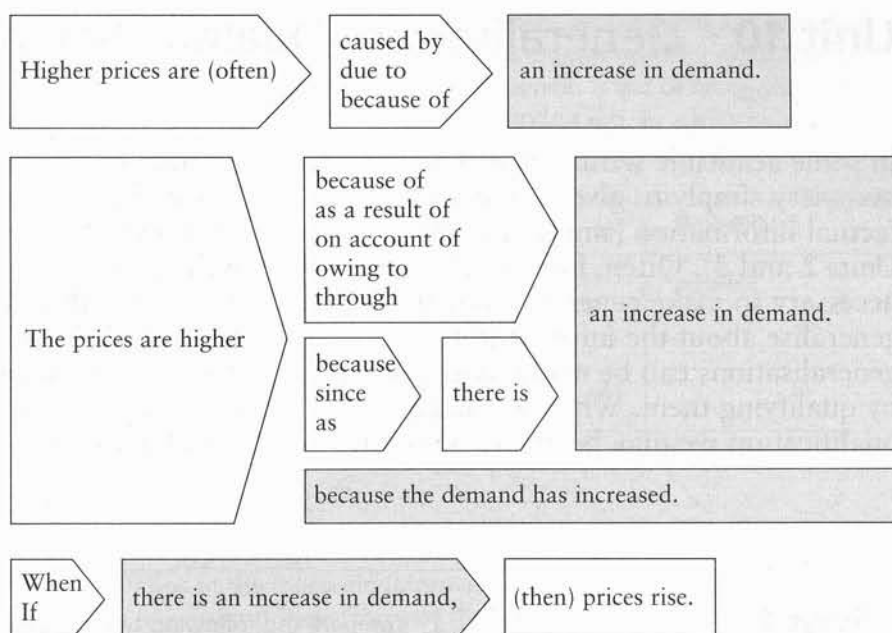 Higher prices are (often)
caused by
due to
because of
an increase in demand.
The prices are higher
because of
as a result of
on account of
owing to
through
because
since
as
there is
an increase in demand.
because the demand has increased.
When
If
there is an increase in demand,
(then) prices rise.